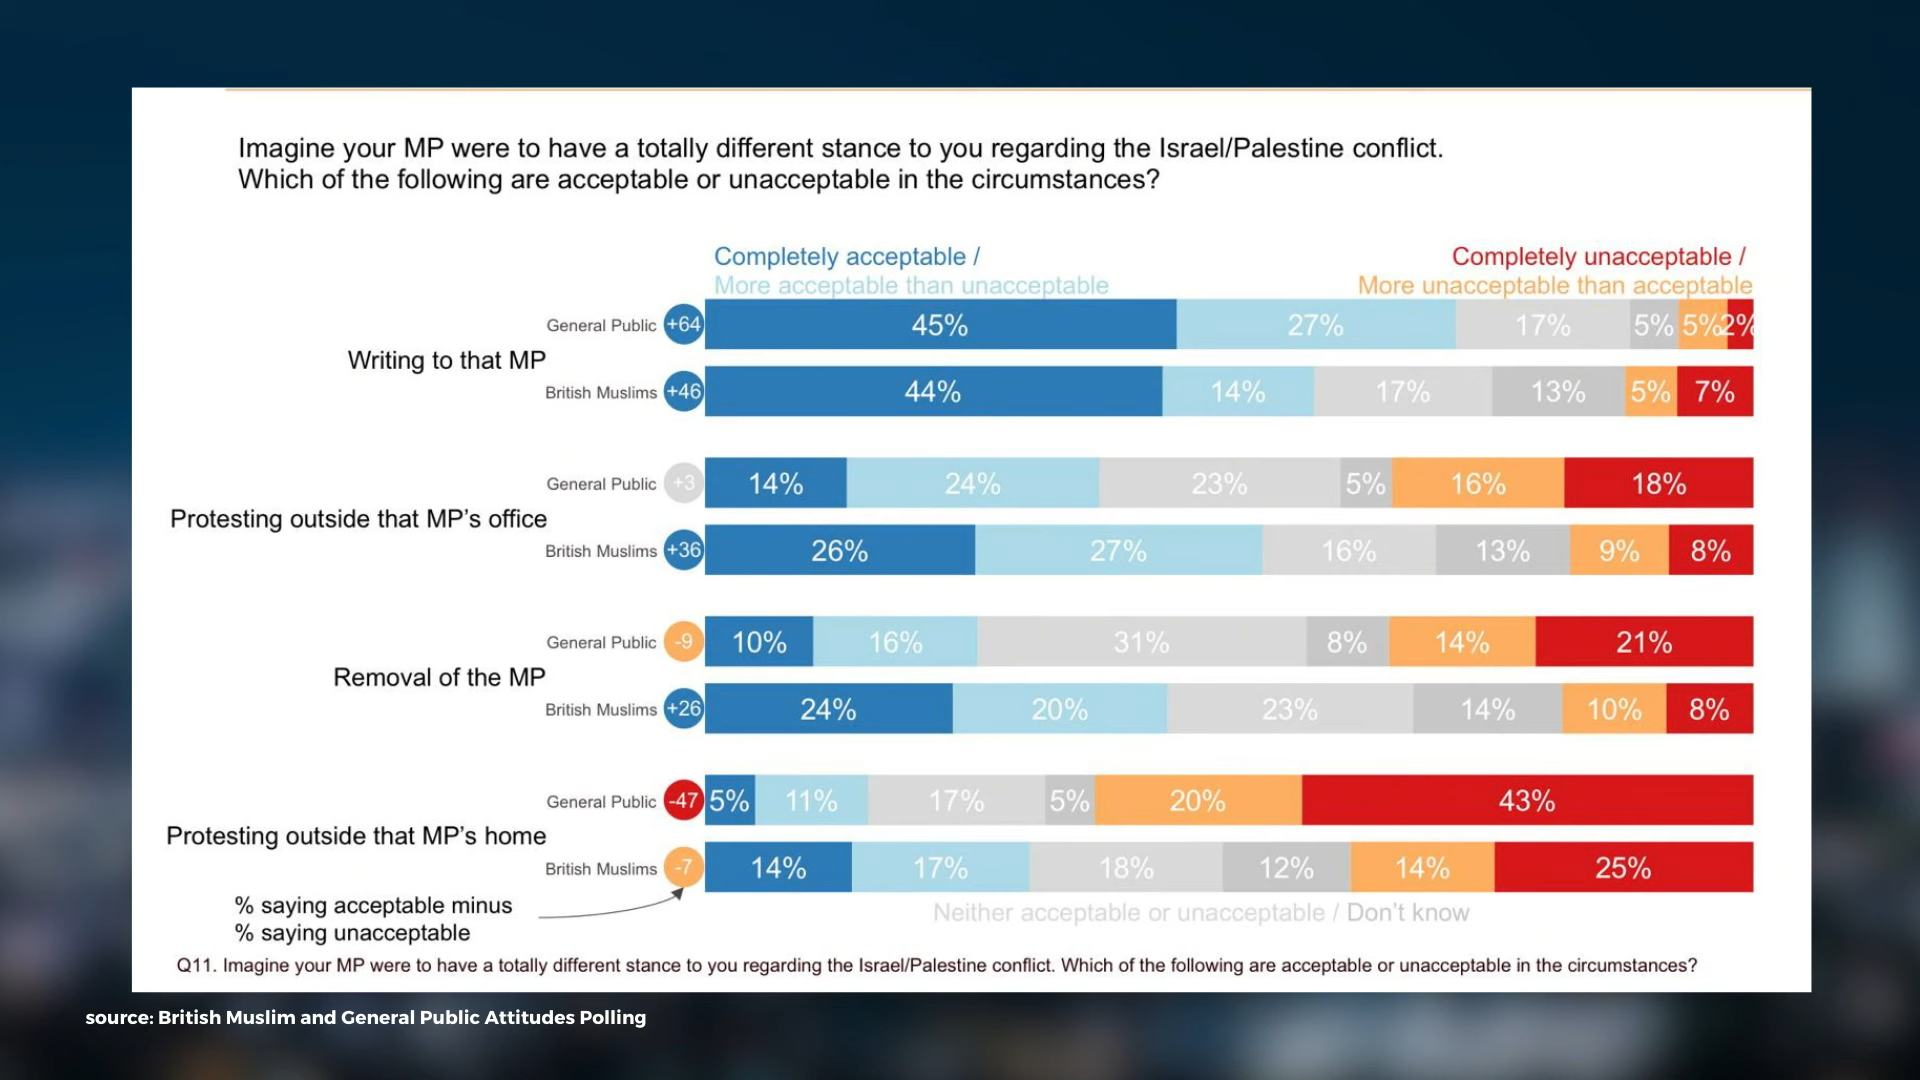 Imagine your MP were to have a totally different stance to you regarding the Israel/Palestine conflict.
Which of the following are acceptable or unacceptable in the circumstances?
Completely acceptable /
More acceptable than unacceptable
Completely unacceptable /
More unacceptable than acceptable
Writing to that MP
General Public +64 45% 27% 17% 5% 5% 2%
British Muslims +46 44% 14% 17% 13% 5% 7%
Protesting outside that MP's office
General Public +3 14% 24% 23% 5% 16% 18%
British Muslims +36 26% 27% 16% 13% 9% 8%
Removal of the MP
General Public -9 10% 16% 31% 8% 14% 21%
British Muslims +26 24% 20% 23% 14% 10% 8%
Protesting outside that MP's home
General Public -47 5% 11% 17% 5% 20% 43%
British Muslims -7 14% 17% 18% 12% 14% 25%
% saying acceptable minus
% saying unacceptable
Neither acceptable or unacceptable / Don't know
Q11. Imagine your MP were to have a totally different stance to you regarding the Israel/Palestine conflict. Which of the following are acceptable or unacceptable in the circumstances?
source: British Muslim and General Public Attitudes Polling